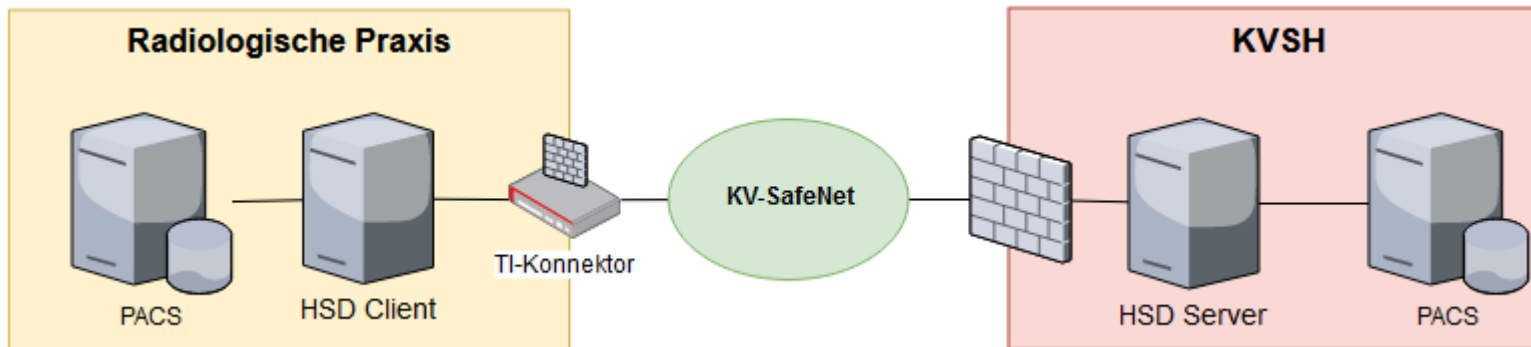 Radiologische Praxis
KVSH
KV-SafeNet
TI-Konnektor
PACS
HSD Client
HSD Server
PACS